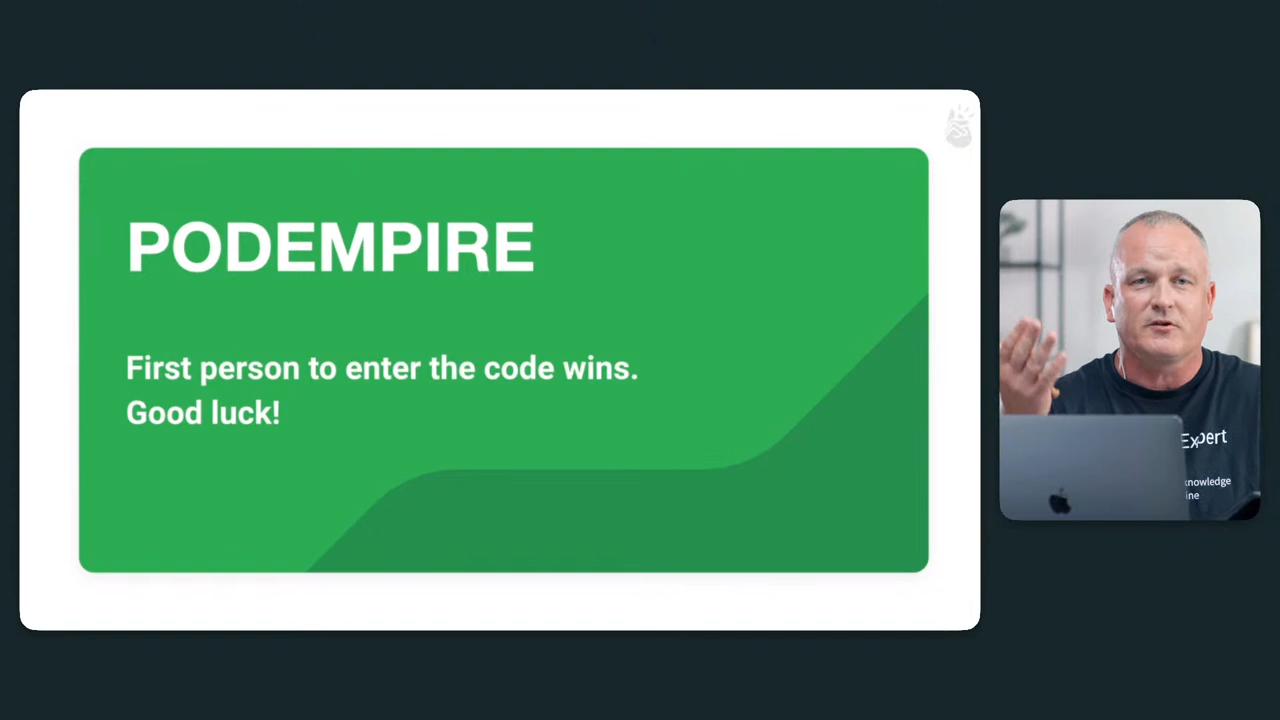 PODEMPIRE
First person to enter the code wins.
Good luck!
Expert
knowledge
ine